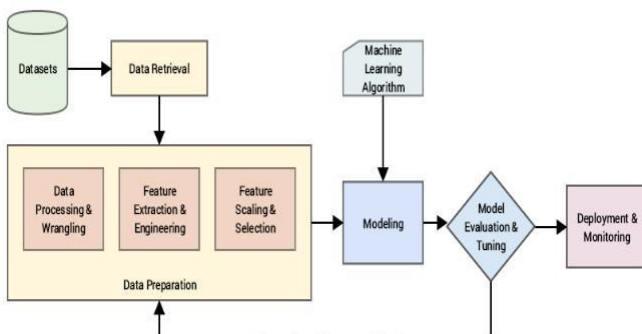 Datasets
Data Retrieval
Machine
Learning
Algorithm
Data
Processing &
Wrangling
Feature
Extraction &
Engineering
Feature
Scaling &
Selection
Data Preparation
Modeling
Model
Evaluation &
Tuning
Deployment &
Monitoring